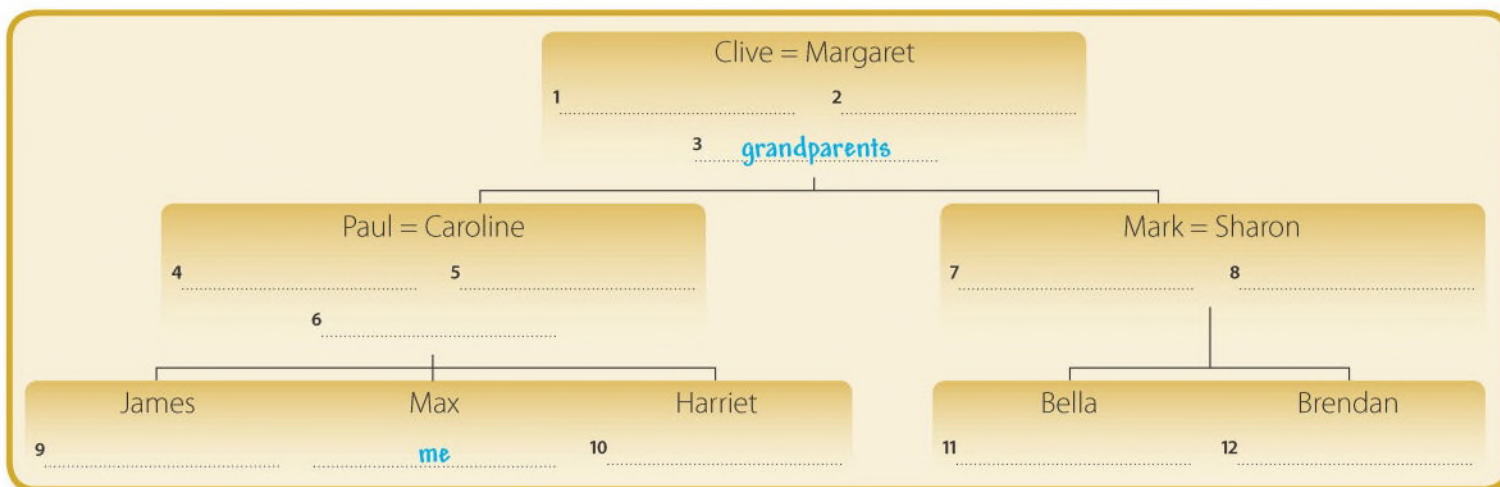 Clive = Margaret
1 2
3 grandparents
Paul = Caroline
4 5
6
Mark = Sharon
7 8
James Max Harriet
9 me 10
Bella Brendan
11 12